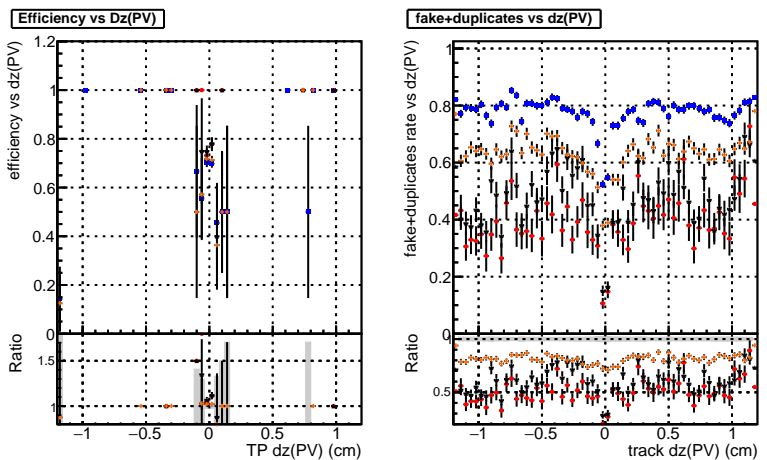 Efficiency vs Dz(PV)
efficiency vs dz(PV)
1.2
1
0.8
0.6
0.4
0.2
0
Ratio
1.5
1
−1 −0.5 0 0.5 1
TP dz(PV) (cm)
fake+duplicates vs dz(PV)
fake+duplicates rate vs dz(PV)
1
0.8
0.6
0.4
0.2
0
Ratio
0.5
−1 −0.5 0 0.5 1
track dz(PV) (cm)